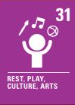 31
REST, PLAY,
CULTURE, ARTS